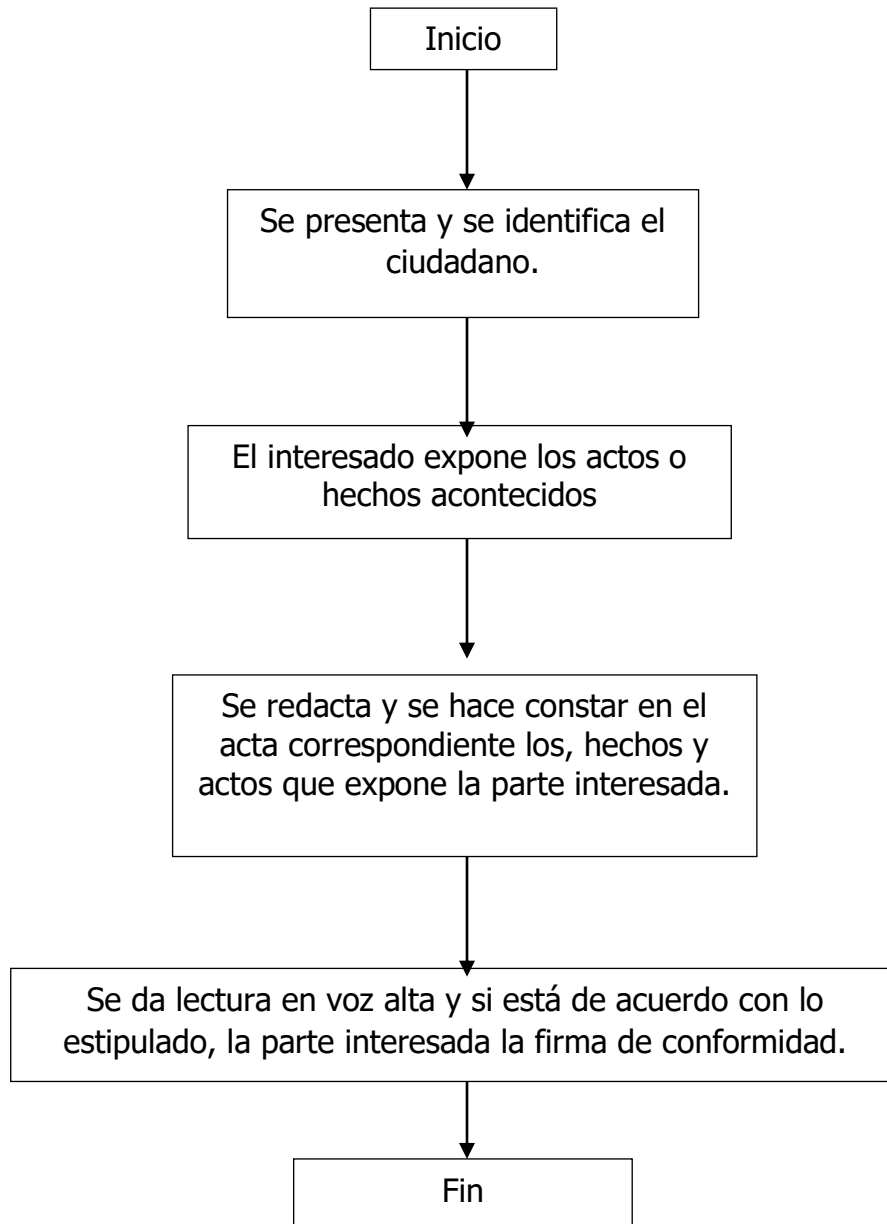 Inicio
Se presenta y se identifica el
ciudadano.
El interesado expone los actos o
hechos acontecidos
Se redacta y se hace constar en el
acta correspondiente los, hechos y
actos que expone la parte interesada.
Se da lectura en voz alta y si está de acuerdo con lo
estipulado, la parte interesada la firma de conformidad.
Fin